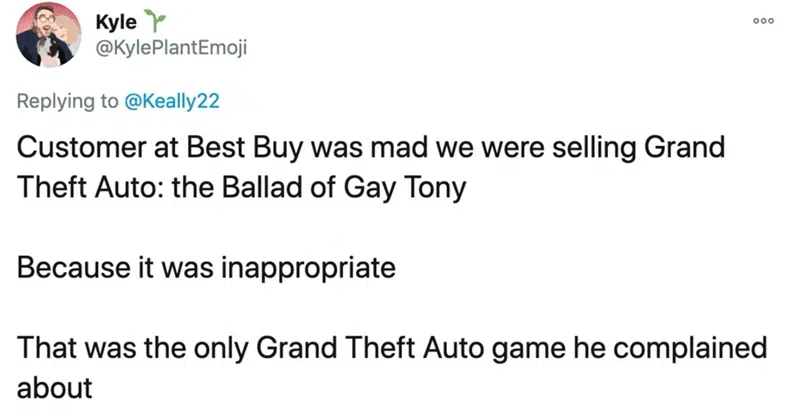 Kyle 🌱
@KylePlantEmoji
Replying to @Keally22
Customer at Best Buy was mad we were selling Grand
Theft Auto: the Ballad of Gay Tony
Because it was inappropriate
That was the only Grand Theft Auto game he complained
about